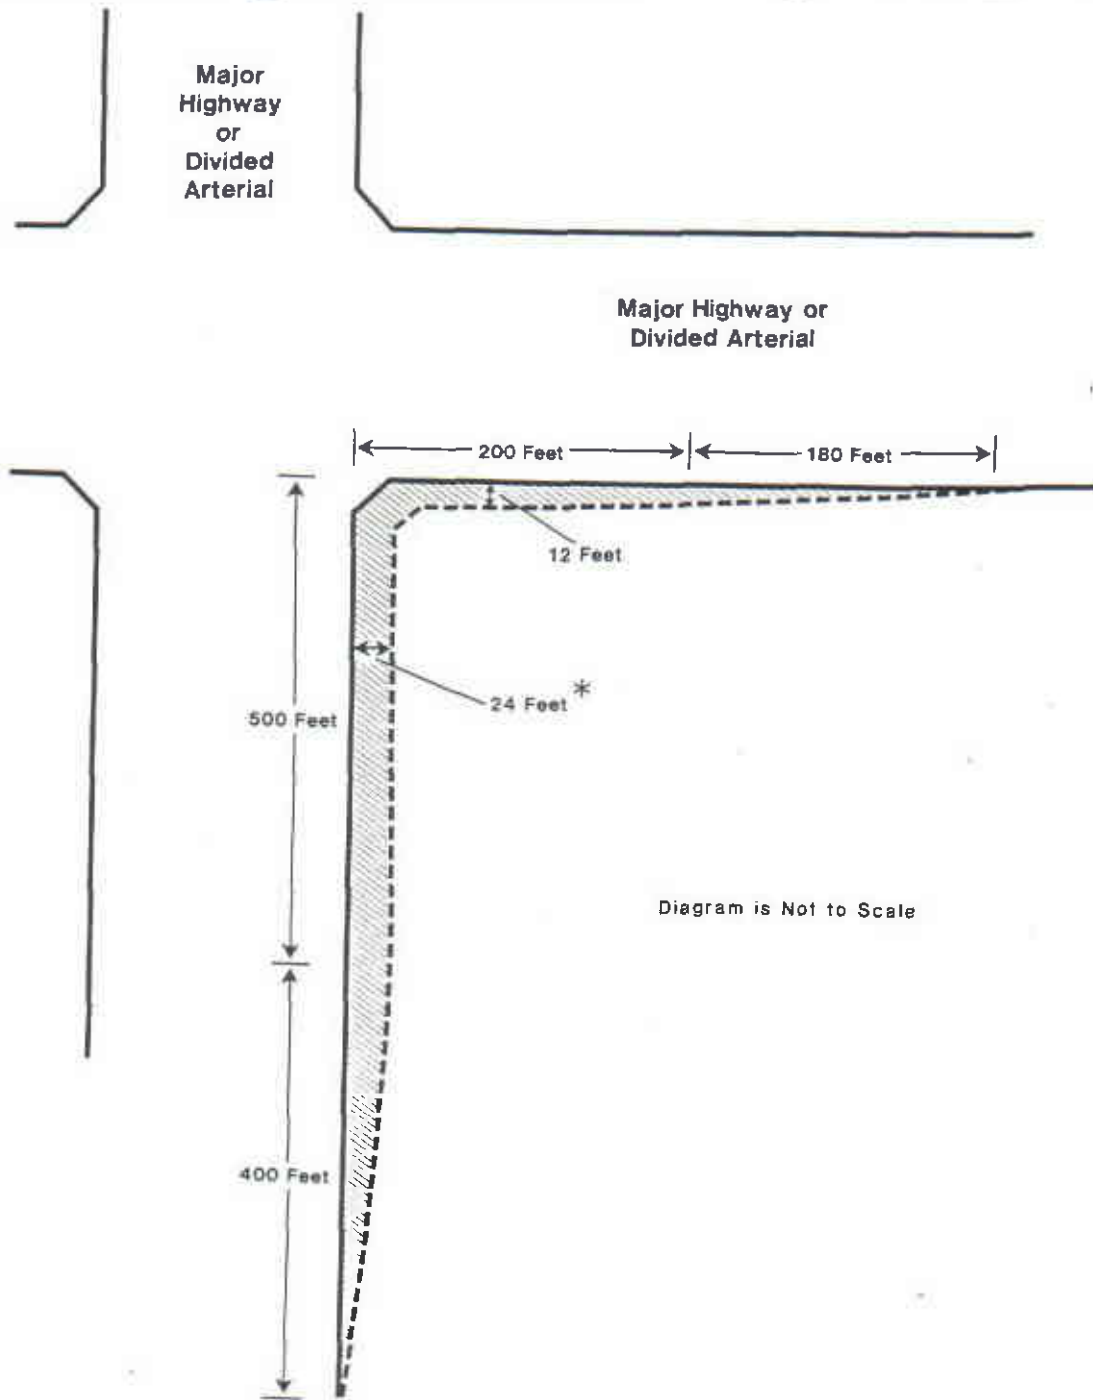 Major
Highway
or
Divided
Arterial
Major Highway or
Divided Arterial
200 Feet
180 Feet
12 Feet
24 Feet *
500 Feet
Diagram is Not to Scale
400 Feet